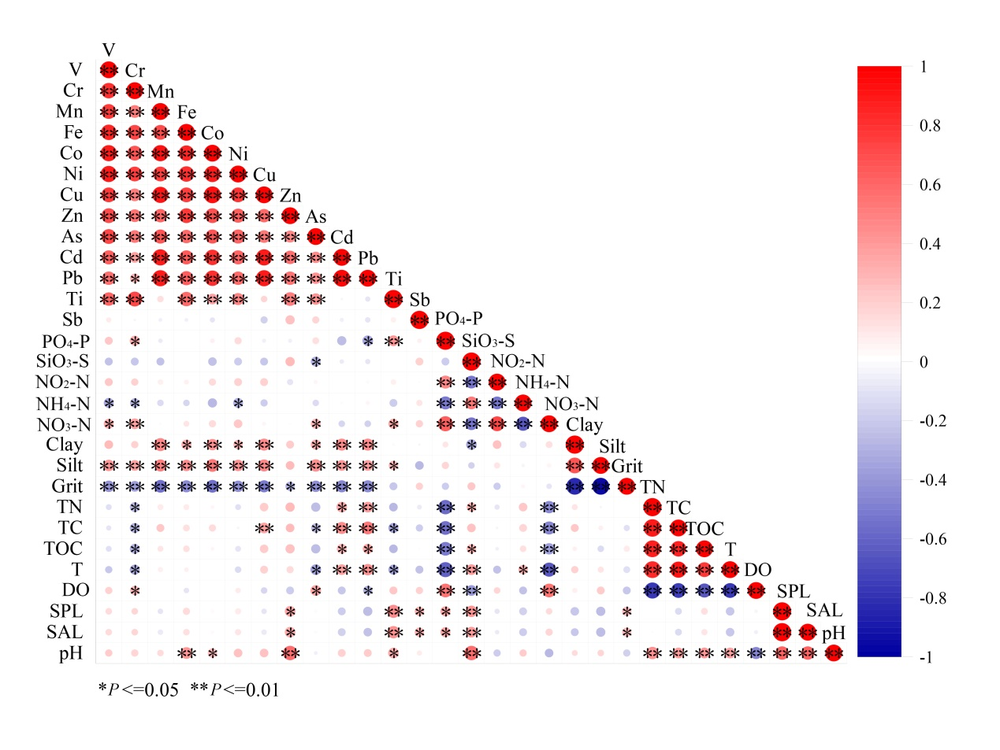 V
V Cr
Cr Mn
Mn Fe
Fe Co
Co Ni
Ni Cu
Cu Zn
Zn As
As Cd
Cd Pb
Pb Ti
Ti Sb
Sb PO4-P
PO4-P SiO3-S
SiO3-S NO2-N
NO2-N NH4-N
NH4-N NO3-N
NO3-N Clay
Clay Silt
Silt Grit
Grit TN
TN TC
TC TOC
TOC T
T DO
DO SPL
SPL SAL
SAL pH
pH
*P<=0.05 **P<=0.01
1
0.8
0.6
0.4
0.2
0
-0.2
-0.4
-0.6
-0.8
-1